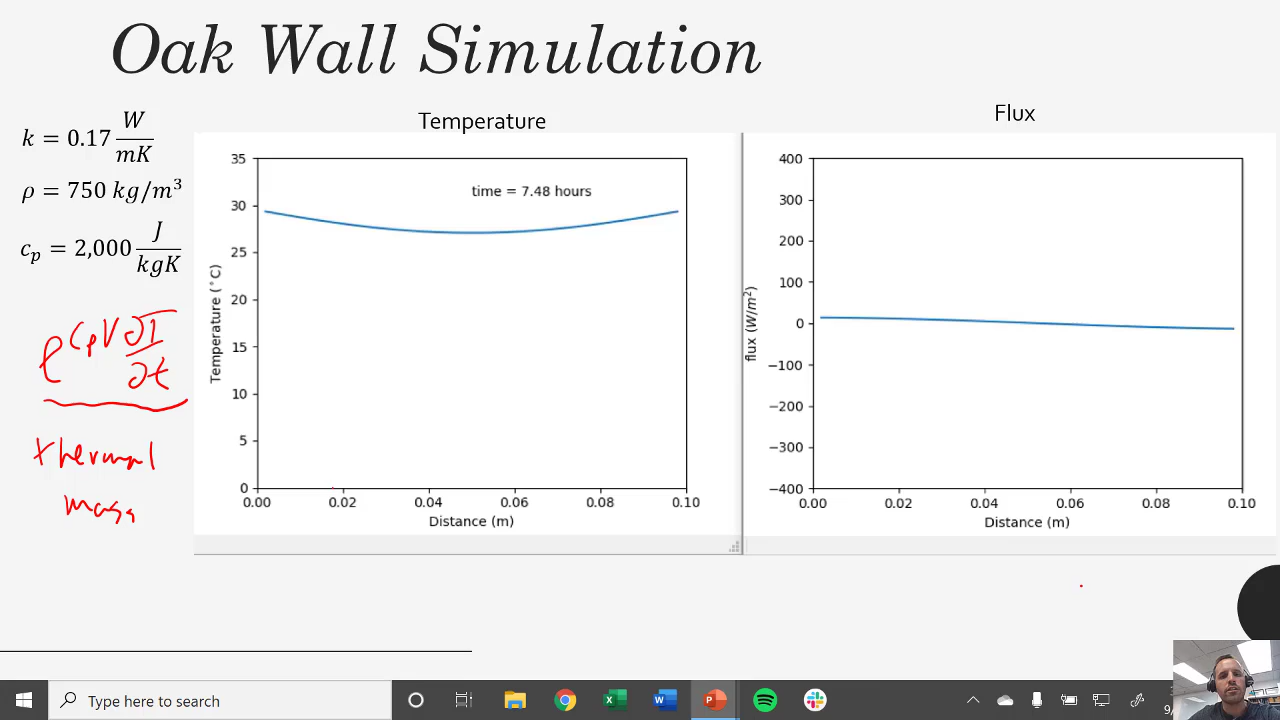 Oak Wall Simulation
k = 0.17 W/mK
ρ = 750 kg/m³
c_p = 2,000 J/kgK
ρ C_p V ∂T/∂t
thermal
mass
Temperature
35
30
25
20
15
10
5
0
time = 7.48 hours
Temperature (°C)
0.00 0.02 0.04 0.06 0.08 0.10
Distance (m)
Flux
400
300
200
100
0
−100
−200
−300
−400
flux (W/m²)
0.00 0.02 0.04 0.06 0.08 0.10
Distance (m)
Type here to search